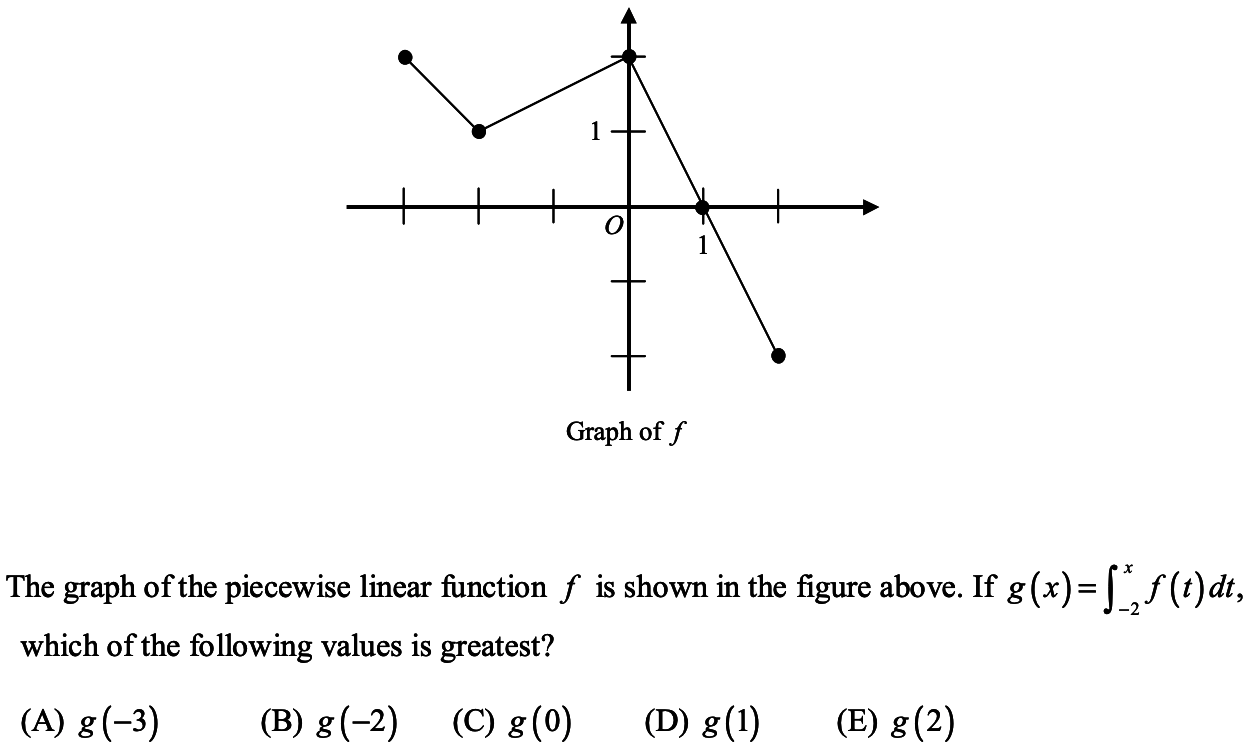 1
O
1
Graph of f
The graph of the piecewise linear function f is shown in the figure above. If g(x)=∫_{-2}^{x} f(t)dt,
which of the following values is greatest?
(A) g(−3) (B) g(−2) (C) g(0) (D) g(1) (E) g(2)